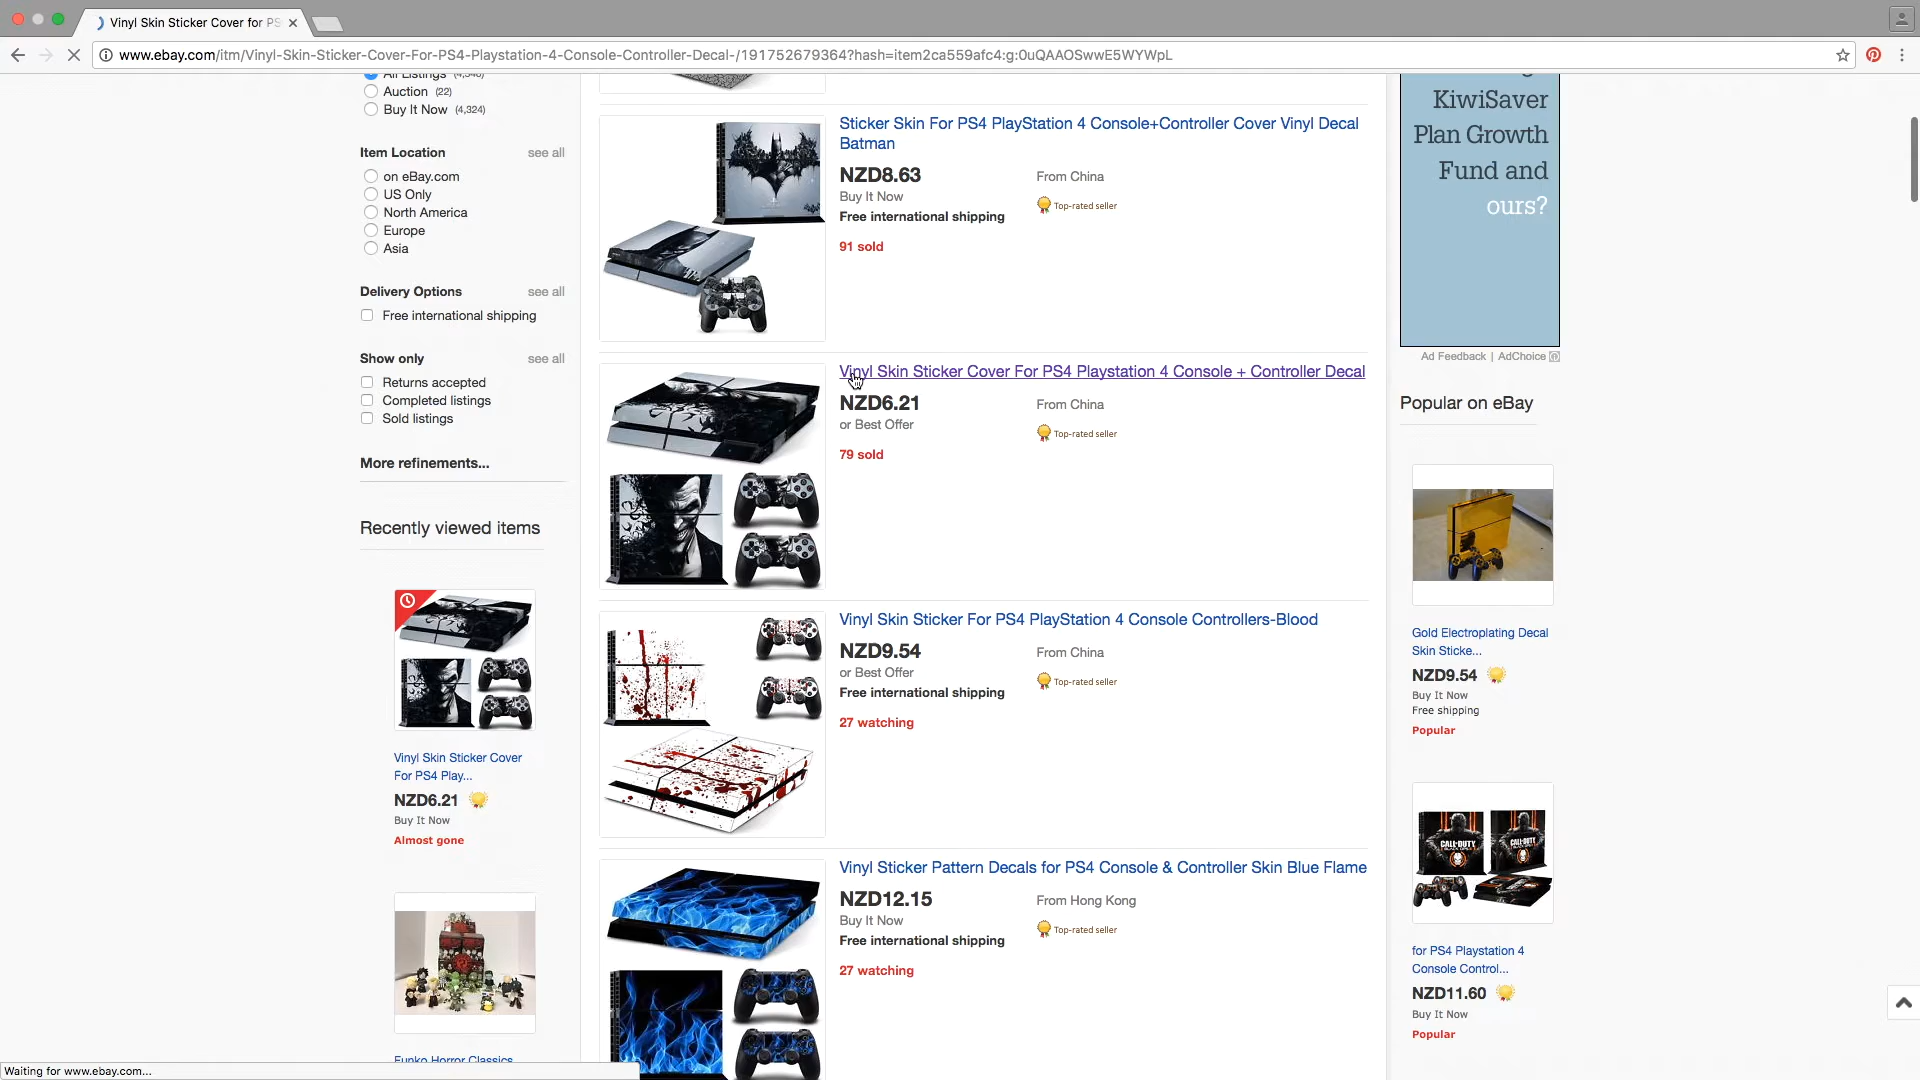 Vinyl Skin Sticker Cover for PS
www.ebay.com/itm/Vinyl-Skin-Sticker-Cover-For-PS4-Playstation-4-Console-Controller-Decal-/191752679364?hash=item2ca559afc4:g:0uQAAOSwwE5WYWpL
All Listings (4,346)
Auction (22)
Buy It Now (4,324)
Item Location see all
on eBay.com
US Only
North America
Europe
Asia
Delivery Options see all
Free international shipping
Show only see all
Returns accepted
Completed listings
Sold listings
More refinements...
Recently viewed items
Vinyl Skin Sticker Cover
For PS4 Play...
NZD6.21
Buy It Now
Almost gone
Funko Horror Classics
Sticker Skin For PS4 PlayStation 4 Console+Controller Cover Vinyl Decal
Batman
NZD8.63 From China
Buy It Now
Top-rated seller
Free international shipping
91 sold
Vinyl Skin Sticker Cover For PS4 Playstation 4 Console + Controller Decal
NZD6.21 From China
or Best Offer
Top-rated seller
79 sold
Vinyl Skin Sticker For PS4 PlayStation 4 Console Controllers-Blood
NZD9.54 From China
or Best Offer
Top-rated seller
Free international shipping
27 watching
Vinyl Sticker Pattern Decals for PS4 Console & Controller Skin Blue Flame
NZD12.15 From Hong Kong
Buy It Now
Top-rated seller
Free international shipping
27 watching
KiwiSaver
Plan Growth
Fund and
ours?
Ad Feedback | AdChoice
Popular on eBay
Gold Electroplating Decal
Skin Sticke...
NZD9.54
Buy It Now
Free shipping
Popular
CALL-DUTY
CALL-DUTY
for PS4 Playstation 4
Console Control...
NZD11.60
Buy It Now
Popular
Waiting for www.ebay.com...